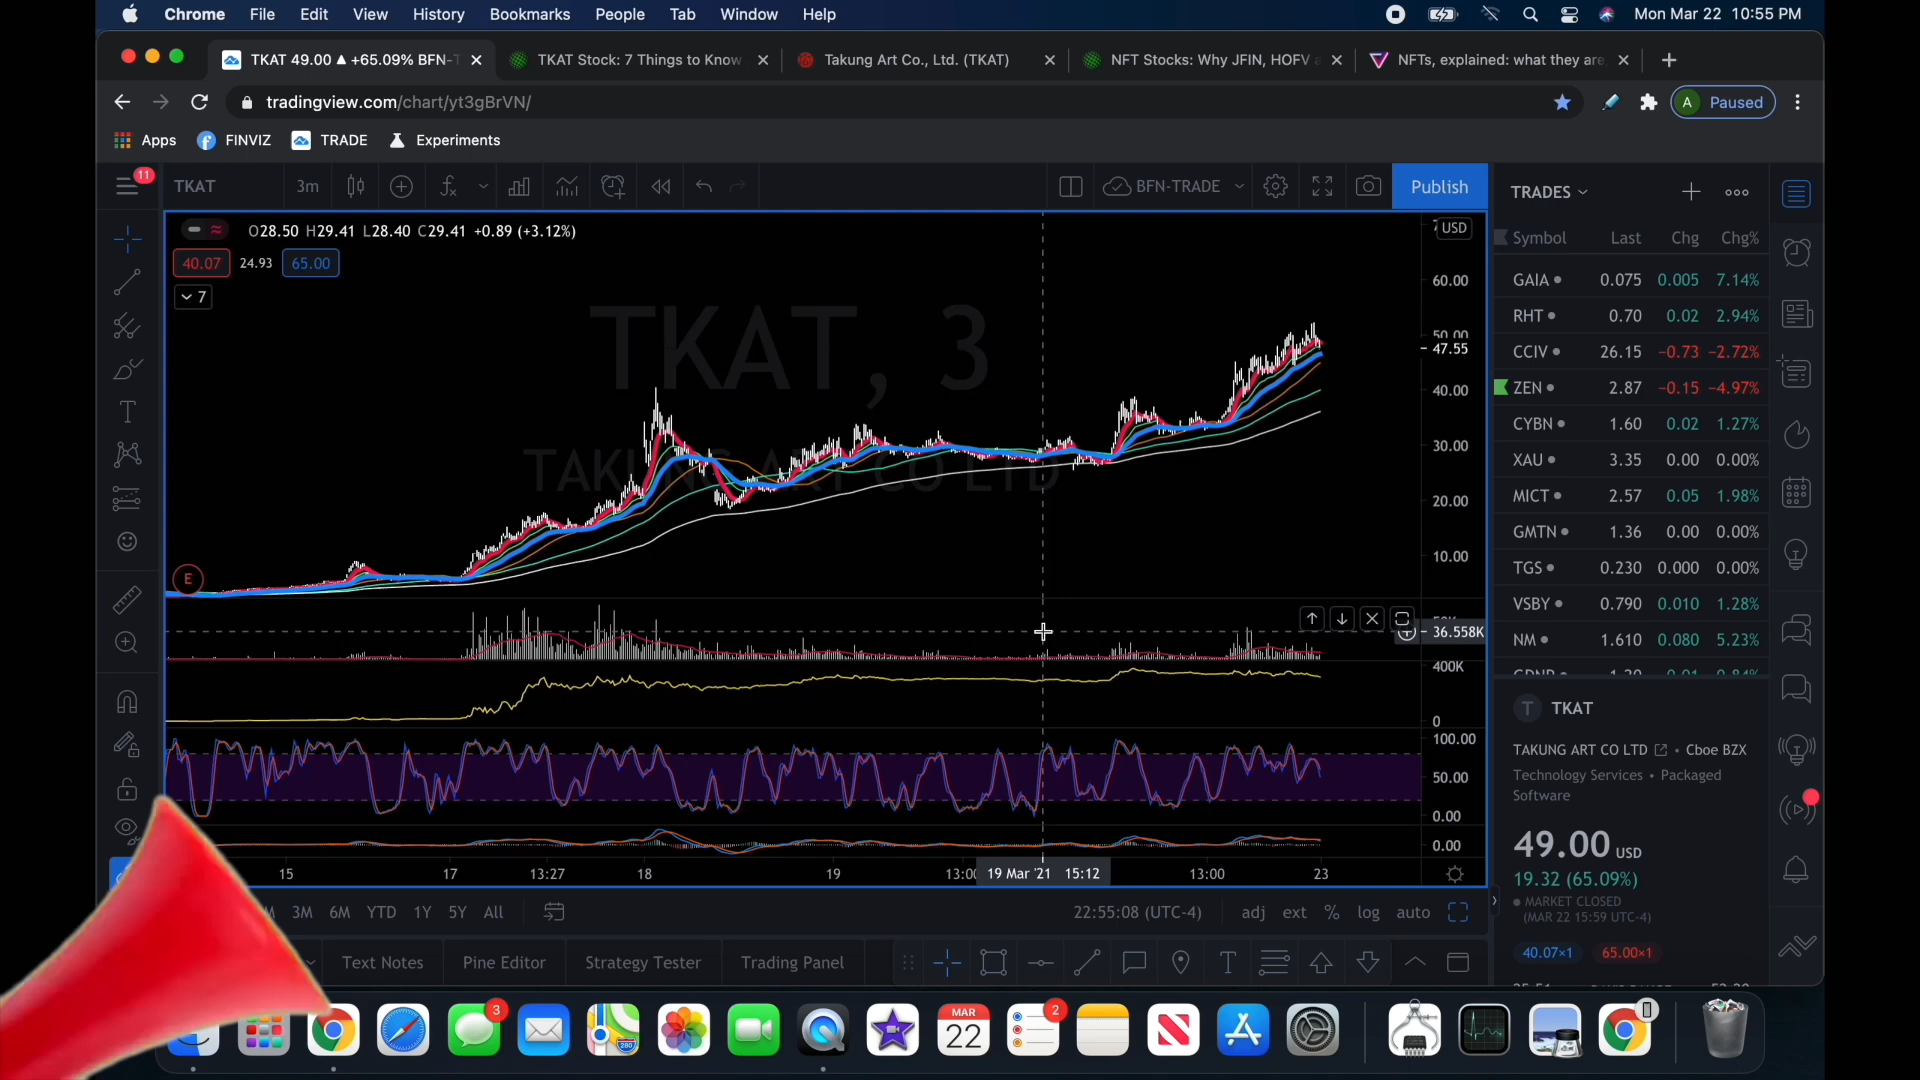 Chrome File Edit View History Bookmarks People Tab Window Help Mon Mar 22 10:55 PM
TKAT 49.00 ▲ +65.09% BFN-T TKAT Stock: 7 Things to Know Takung Art Co., Ltd. (TKAT) NFT Stocks: Why JFIN, HOFV a NFTs, explained: what they are,
tradingview.com/chart/yt3gBrVN/ A Paused
Apps FINVIZ TRADE Experiments
11 TKAT 3m BFN-TRADE Publish
TRADES
O28.50 H29.41 L28.40 C29.41 +0.89 (+3.12%)
40.07 24.93 65.00
7
TKAT, 3
TAKUNG ART CO LTD
E
USD
60.00
50.00
47.55
40.00
30.00
20.00
10.00
36.558K
400K
0
100.00
50.00
0.00
0.00
15 17 13:27 18 19 13:00 19 Mar '21 15:12 13:00 23
3M 6M YTD 1Y 5Y All 22:55:08 (UTC-4) adj ext % log auto
Text Notes Pine Editor Strategy Tester Trading Panel
Symbol Last Chg Chg%
GAIA 0.075 0.005 7.14%
RHT 0.70 0.02 2.94%
CCIV 26.15 −0.73 −2.72%
ZEN 2.87 −0.15 −4.97%
CYBN 1.60 0.02 1.27%
XAU 3.35 0.00 0.00%
MICT 2.57 0.05 1.98%
GMTN 1.36 0.00 0.00%
TGS 0.230 0.000 0.00%
VSBY 0.790 0.010 1.28%
NM 1.610 0.080 5.23%
T TKAT
TAKUNG ART CO LTD • Cboe BZX
Technology Services • Packaged
Software
49.00 USD
19.32 (65.09%)
MARKET CLOSED
(MAR 22 15:59 UTC-4)
40.07×1 65.00×1
3 MAR 22 2
280